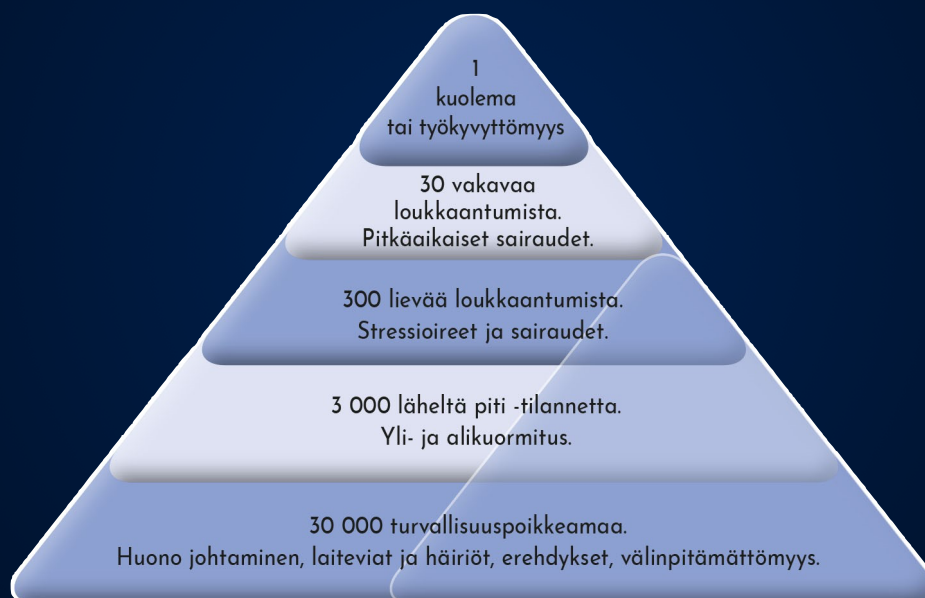 1
kuolema
tai työkyvyttömyys
30 vakavaa
loukkaantumista.
Pitkäaikaiset sairaudet.
300 lievää loukkaantumista.
Stressioireet ja sairaudet.
3 000 läheltä piti -tilannetta.
Yli- ja alikuormitus.
30 000 turvallisuuspoikkeamaa.
Huono johtaminen, laiteviat ja häiriöt, erehdykset, välinpitämättömyys.